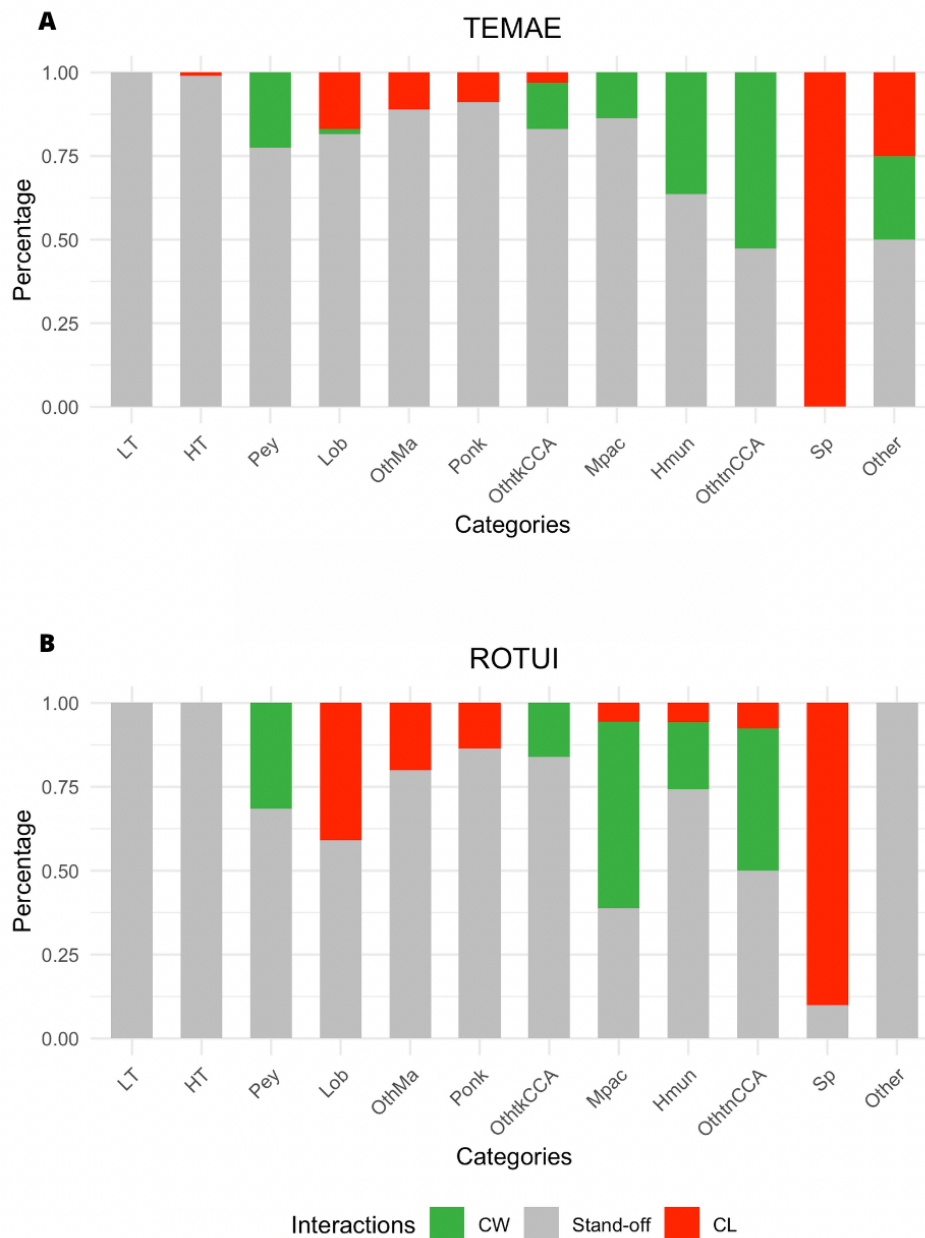 A
TEMAE
1.00
0.75
0.50
0.25
0.00
Percentage
LT HT Pey Lob OthMa Ponk OthtkCCA Mpac Hmun OthtnCCA Sp Other
Categories
B
ROTUI
1.00
0.75
0.50
0.25
0.00
Percentage
LT HT Pey Lob OthMa Ponk OthtkCCA Mpac Hmun OthtnCCA Sp Other
Categories
Interactions CW Stand-off CL